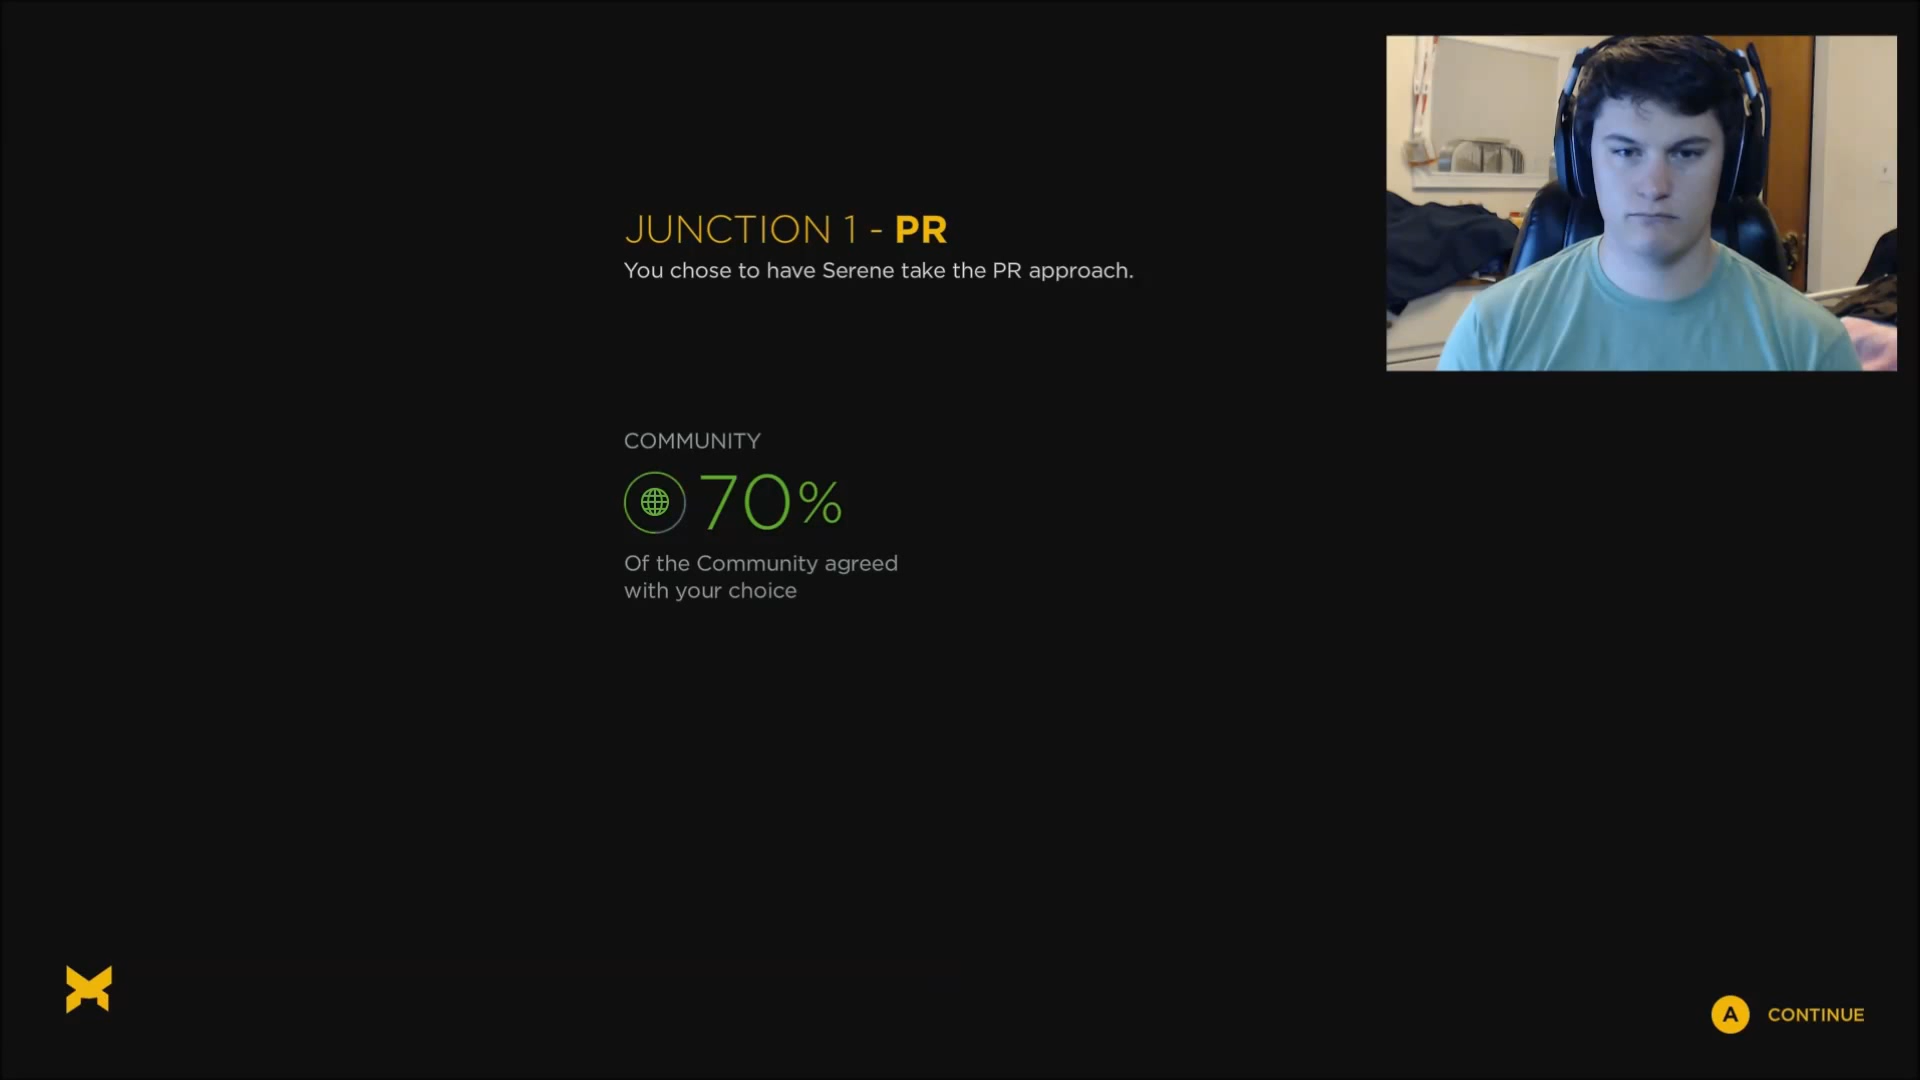 JUNCTION 1 - PR
You chose to have Serene take the PR approach.
COMMUNITY
70%
Of the Community agreed
with your choice
A CONTINUE